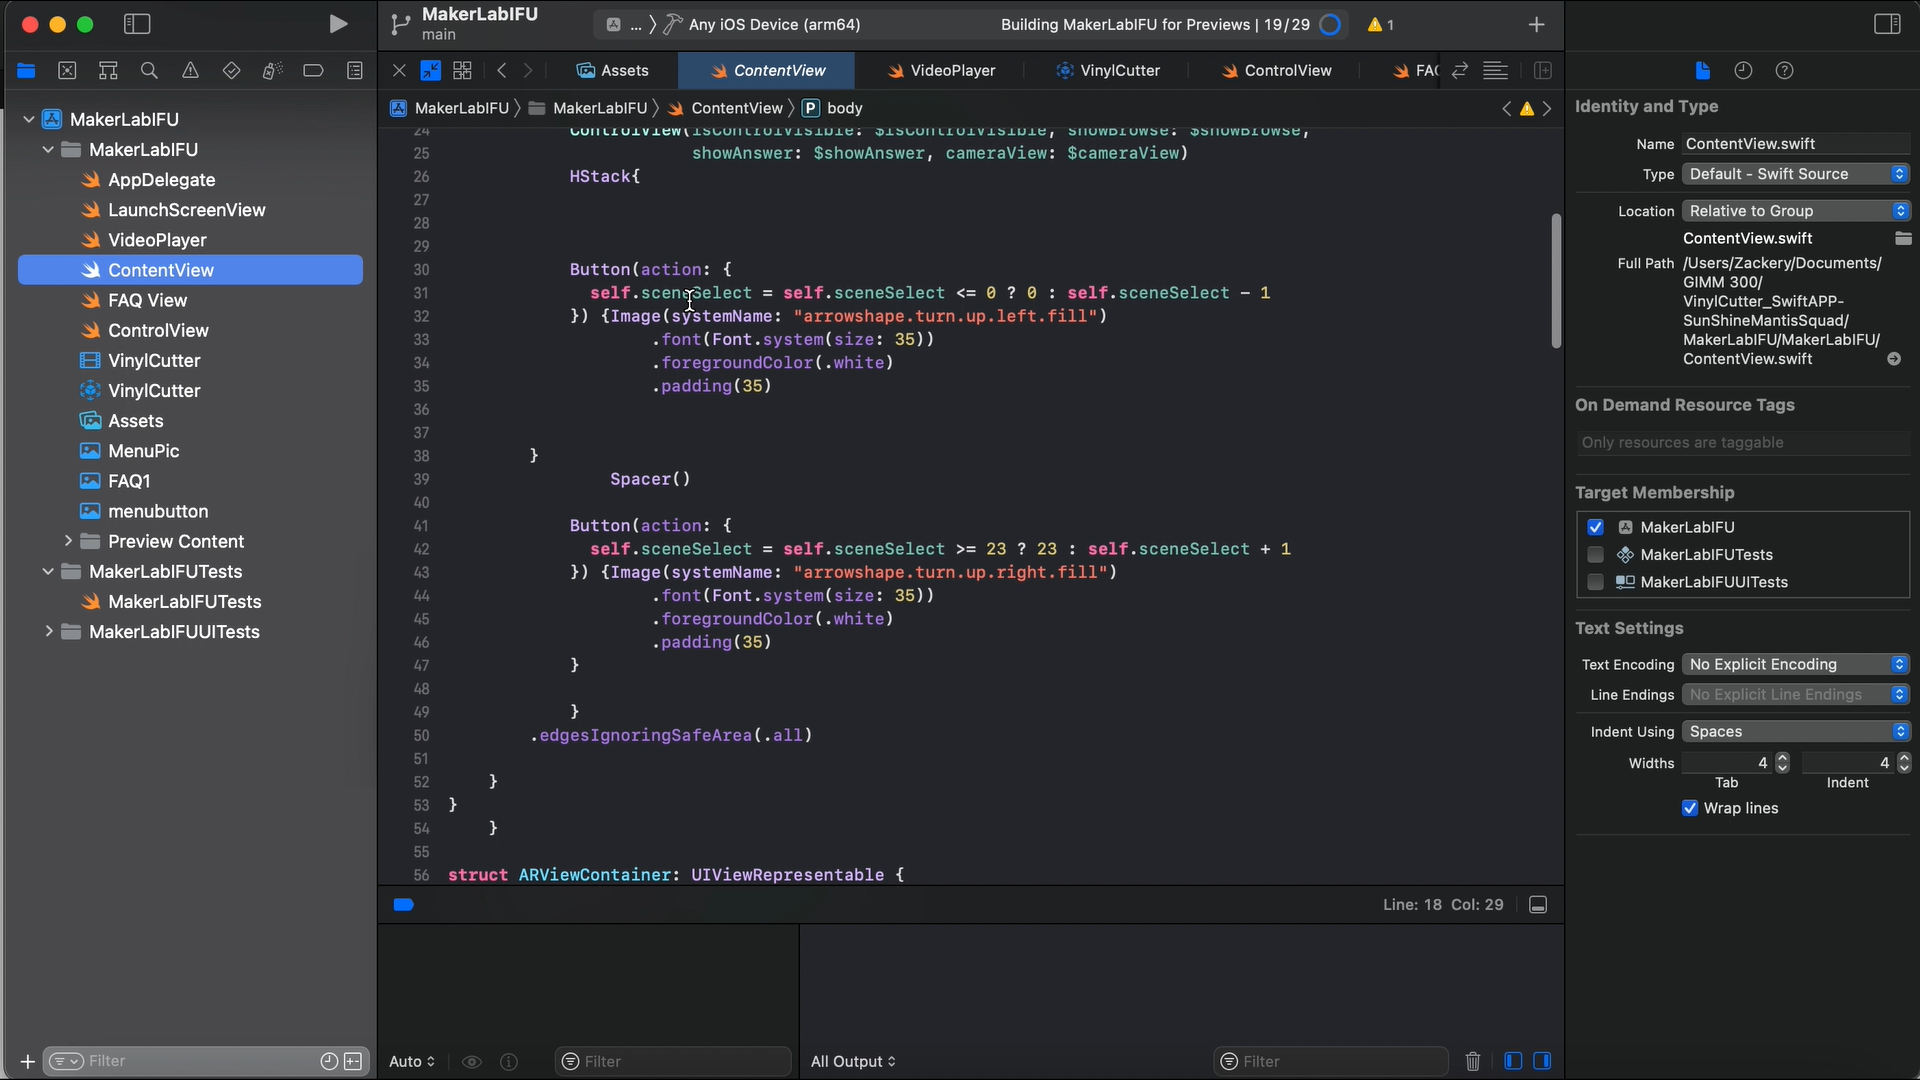 MakerLabIFU
main
... 〉 Any iOS Device (arm64)
Building MakerLabIFU for Previews | 19/29
1
Assets
ContentView
VideoPlayer
VinylCutter
ControlView
FAQ
MakerLabIFU 〉 MakerLabIFU 〉 ContentView 〉 P body
MakerLabIFU
MakerLabIFU
AppDelegate
LaunchScreenView
VideoPlayer
ContentView
FAQ View
ControlView
VinylCutter
VinylCutter
Assets
MenuPic
FAQ1
menubutton
Preview Content
MakerLabIFUTests
MakerLabIFUTests
MakerLabIFUUITests
Filter
24 ControlView(isControlVisible: $isControlVisible, showBrowse: $showBrowse,
25 showAnswer: $showAnswer, cameraView: $cameraView)
26 HStack{
27
28
29
30 Button(action: {
31 self.sceneSelect = self.sceneSelect <= 0 ? 0 : self.sceneSelect - 1
32 }) {Image(systemName: "arrowshape.turn.up.left.fill")
33 .font(Font.system(size: 35))
34 .foregroundColor(.white)
35 .padding(35)
36
37
38 }
39 Spacer()
40
41 Button(action: {
42 self.sceneSelect = self.sceneSelect >= 23 ? 23 : self.sceneSelect + 1
43 }) {Image(systemName: "arrowshape.turn.up.right.fill")
44 .font(Font.system(size: 35))
45 .foregroundColor(.white)
46 .padding(35)
47 }
48
49 }
50 .edgesIgnoringSafeArea(.all)
51
52 }
53 }
54 }
55
56 struct ARViewContainer: UIViewRepresentable {
Line: 18 Col: 29
Auto
Filter
All Output
Filter
Identity and Type
Name ContentView.swift
Type Default - Swift Source
Location Relative to Group
ContentView.swift
Full Path /Users/Zackery/Documents/
GIMM 300/
VinylCutter_SwiftAPP-
SunShineMantisSquad/
MakerLabIFU/MakerLabIFU/
ContentView.swift
On Demand Resource Tags
Only resources are taggable
Target Membership
MakerLabIFU
MakerLabIFUTests
MakerLabIFUUITests
Text Settings
Text Encoding No Explicit Encoding
Line Endings No Explicit Line Endings
Indent Using Spaces
Widths 4 4
Tab Indent
Wrap lines